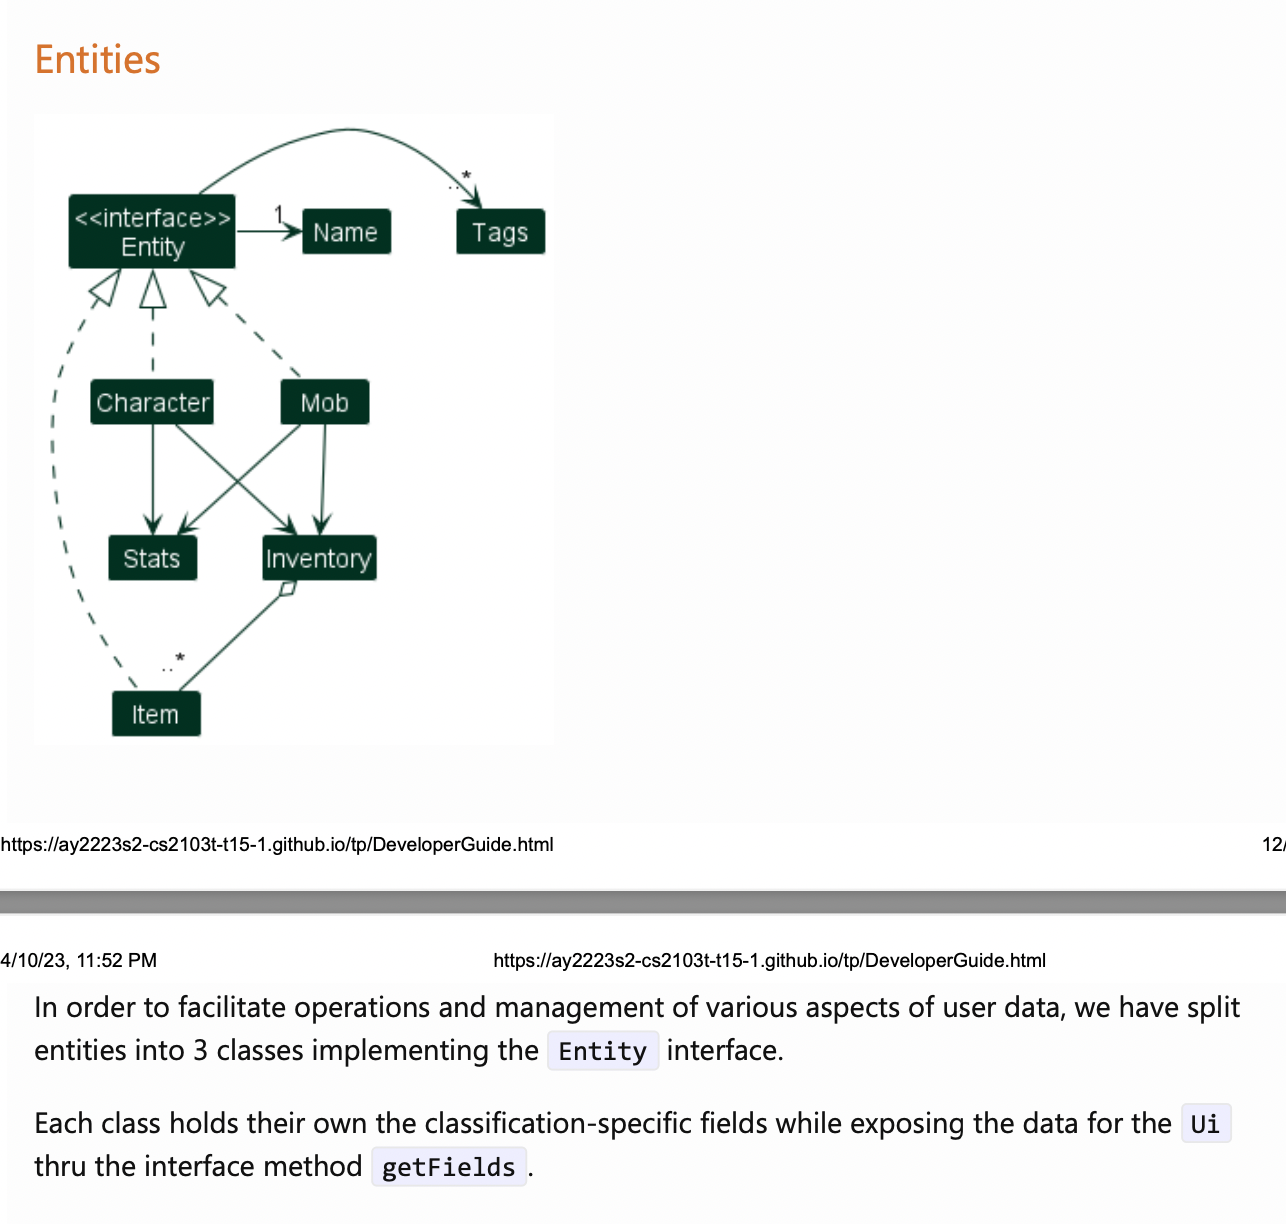 Entities
..*
<<interface>>
Entity
1
Name
Tags
Character
Mob
Stats
Inventory
..*
Item
https://ay2223s2-cs2103t-t15-1.github.io/tp/DeveloperGuide.html
12/
4/10/23, 11:52 PM
https://ay2223s2-cs2103t-t15-1.github.io/tp/DeveloperGuide.html
In order to facilitate operations and management of various aspects of user data, we have split
entities into 3 classes implementing the Entity interface.
Each class holds their own the classification-specific fields while exposing the data for the Ui
thru the interface method getFields.